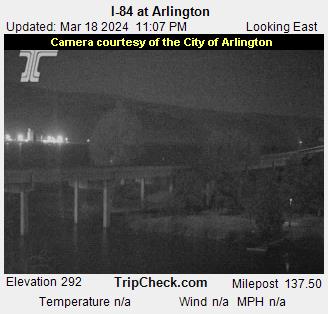 I-84 at Arlington
Updated: Mar 18 2024 11:07 PM Looking East
Camera courtesy of the City of Arlington
Elevation 292 TripCheck.com Milepost 137.50
Temperature n/a Wind n/a MPH n/a